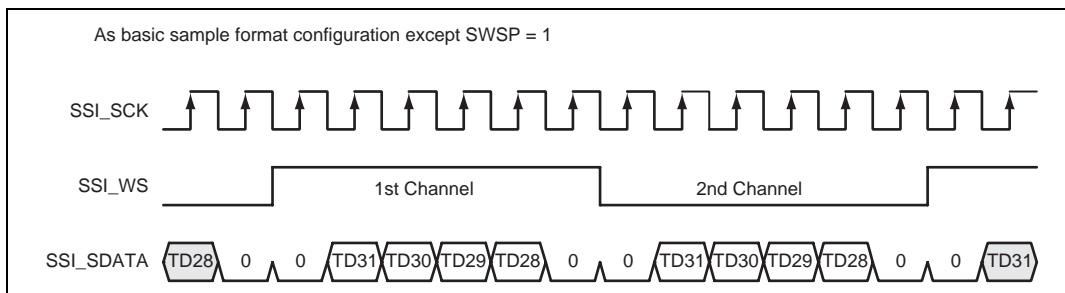 As basic sample format configuration except SWSP = 1
SSI_SCK
SSI_WS 1st Channel 2nd Channel
SSI_SDATA TD28 0 0 TD31 TD30 TD29 TD28 0 0 TD31 TD30 TD29 TD28 0 0 TD31